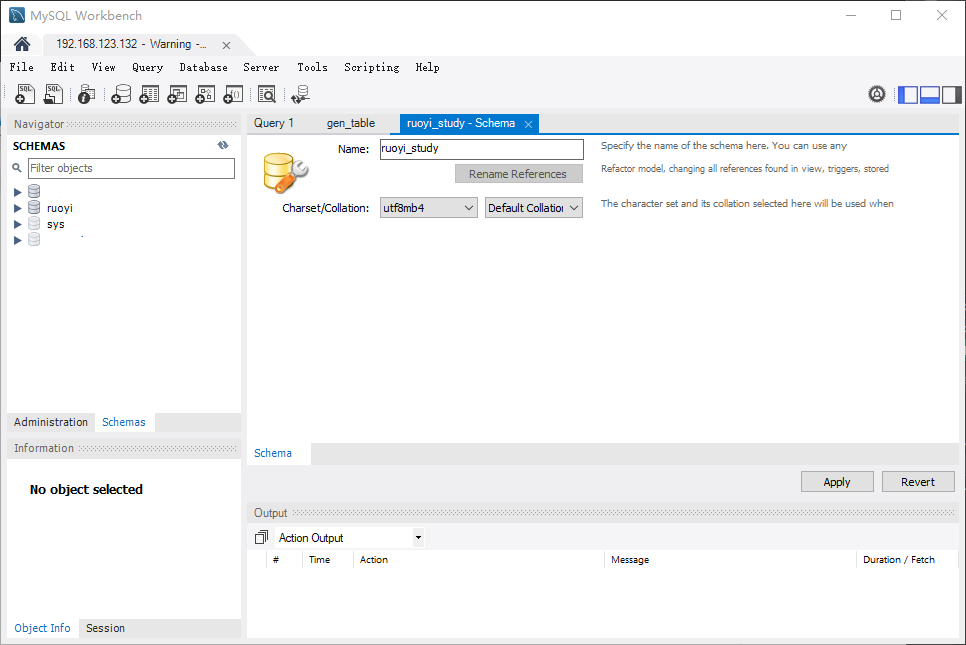 MySQL Workbench
192.168.123.132 - Warning -...
File Edit View Query Database Server Tools Scripting Help
Navigator
SCHEMAS
Filter objects
ruoyi
sys
Administration Schemas
Information
No object selected
Object Info Session
Query 1 gen_table ruoyi_study - Schema
Name: ruoyi_study
Specify the name of the schema here. You can use any
Rename References
Refactor model, changing all references found in view, triggers, stored
Charset/Collation: utf8mb4 Default Collation
The character set and its collation selected here will be used when
Schema
Apply Revert
Output
Action Output
# Time Action Message Duration / Fetch